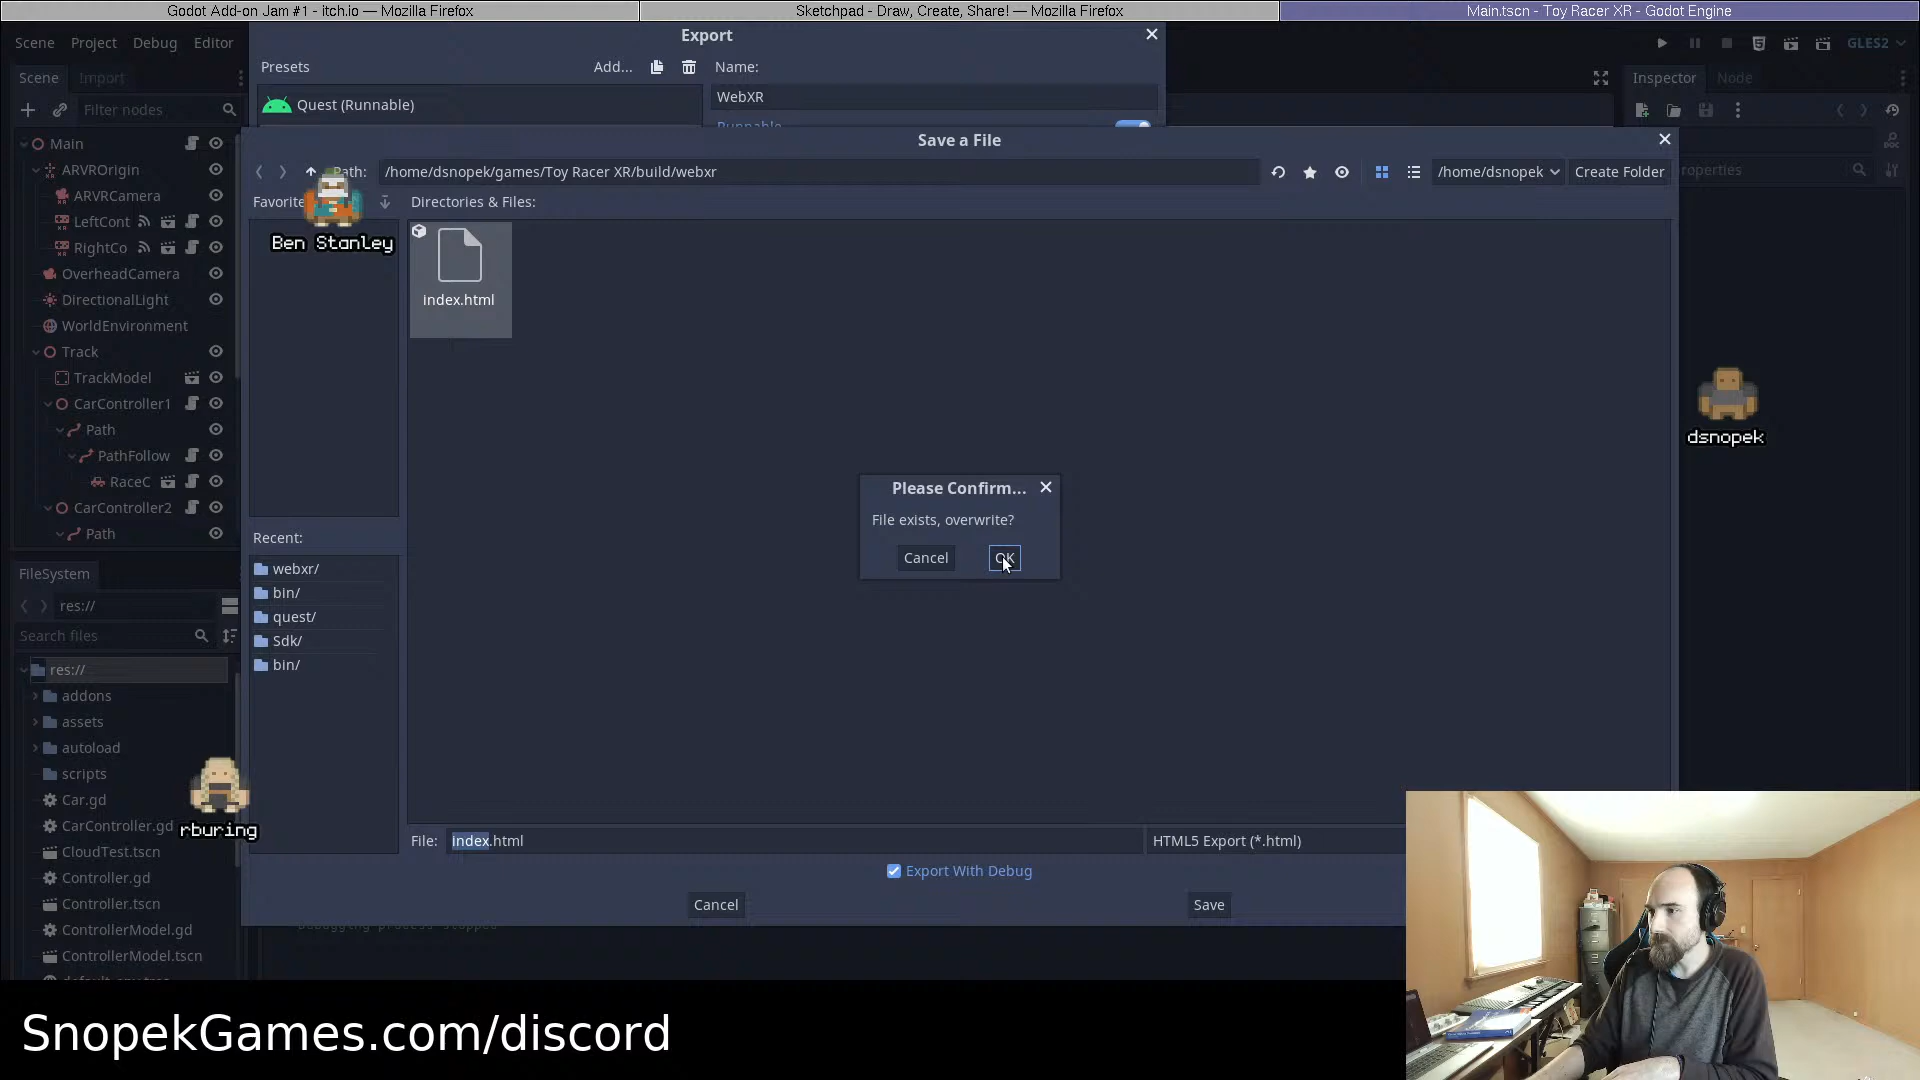 Godot Add-on Jam #1 - itch.io — Mozilla Firefox
Sketchpad - Draw, Create, Share! — Mozilla Firefox
Main.tscn - Toy Racer XR - Godot Engine
Scene Project Debug Editor
Export
GLES2
Scene Import
Presets
Add...
Name:
Inspector Node
Filter nodes
Quest (Runnable)
WebXR
Runnable
Save a File
Path: /home/dsnopek/games/Toy Racer XR/build/webxr
/home/dsnopek
Create Folder
Directories & Files:
index.html
Main
ARVROrigin
ARVRCamera
LeftCont
RightCo
OverheadCamera
DirectionalLight
WorldEnvironment
Track
TrackModel
CarController1
Path
PathFollow
RaceC
CarController2
Path
Ben Stanley
dsnopek
Please Confirm...
File exists, overwrite?
Cancel
OK
Recent:
webxr/
bin/
quest/
Sdk/
bin/
FileSystem
res://
Search files
res://
addons
assets
autoload
scripts
Car.gd
CarController.gd
CloudTest.tscn
Controller.gd
Controller.tscn
ControllerModel.gd
ControllerModel.tscn
rburing
File: index.html
HTML5 Export (*.html)
Export With Debug
Cancel
Save
Debugging process stopped
SnopekGames.com/discord